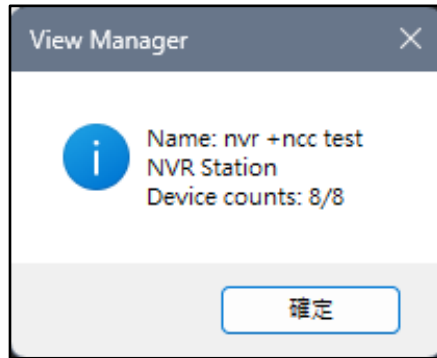 View Manager
Name: nvr +ncc test
NVR Station
Device counts: 8/8
確定